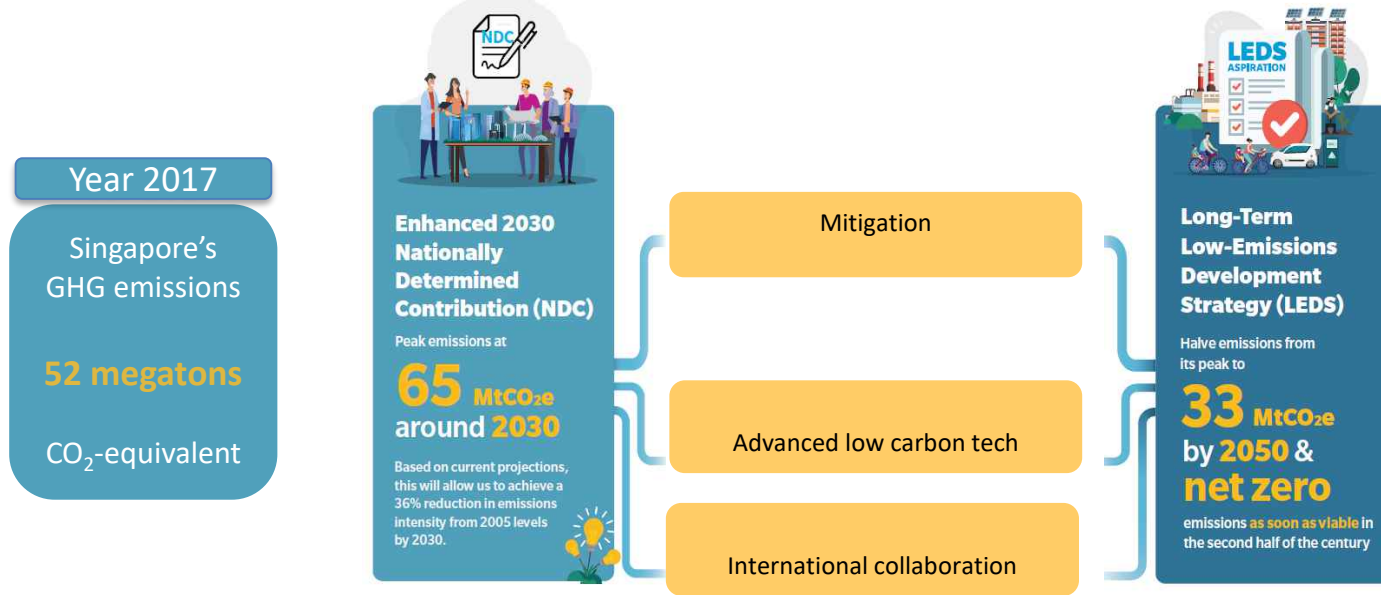 Year 2017
Singapore’s
GHG emissions
52 megatons
CO₂-equivalent
NDC
Enhanced 2030
Nationally
Determined
Contribution (NDC)
Peak emissions at
65 MtCO₂e
around 2030
Based on current projections,
this will allow us to achieve a
36% reduction in emissions
intensity from 2005 levels
by 2030.
Mitigation
Advanced low carbon tech
International collaboration
LEDS
ASPIRATION
Long-Term
Low-Emissions
Development
Strategy (LEDS)
Halve emissions from
its peak to
33 MtCO₂e
by 2050 &
net zero
emissions as soon as viable in
the second half of the century